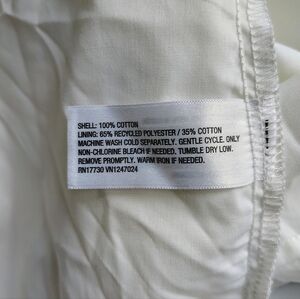 SHELL: 100% COTTON
LINING: 65% RECYCLED POLYESTER / 35% COTTON
MACHINE WASH COLD SEPARATELY. GENTLE CYCLE. ONLY
NON-CHLORINE BLEACH IF NEEDED. TUMBLE DRY LOW.
REMOVE PROMPTLY. WARM IRON IF NEEDED.
RN17730 VN1247024